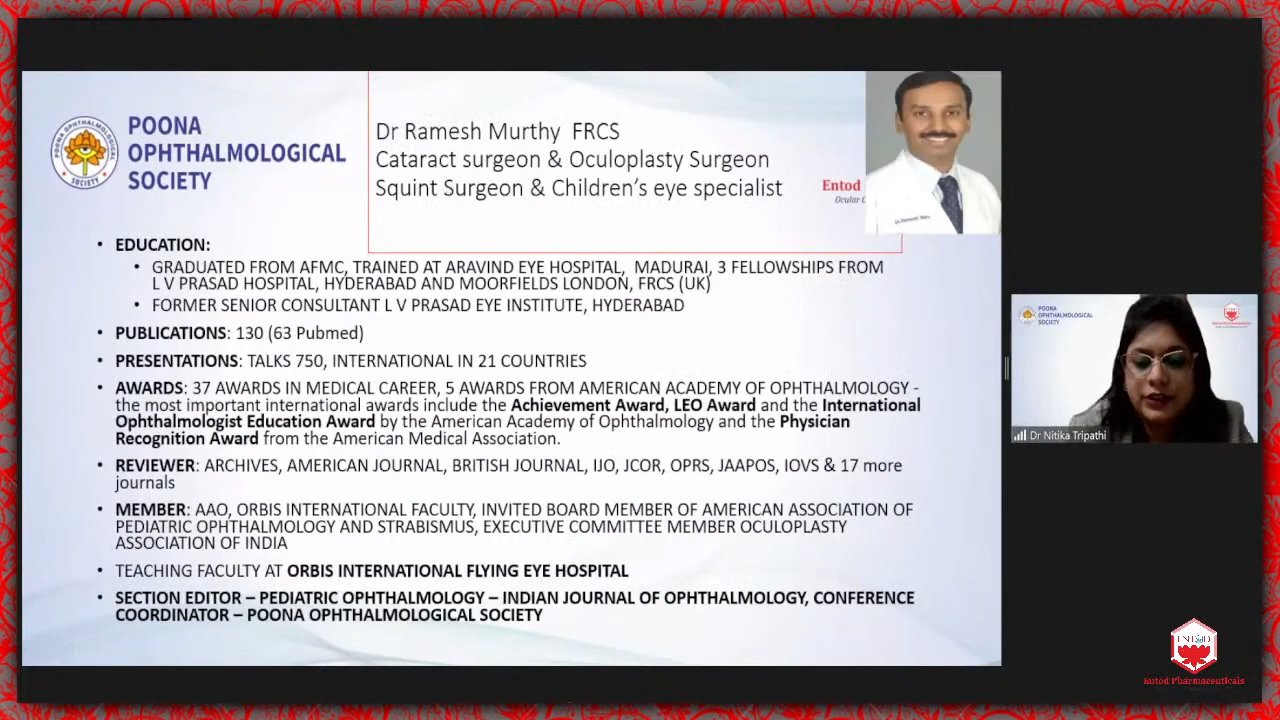 POONA
OPHTHALMOLOGICAL
SOCIETY
Dr Ramesh Murthy FRCS
Cataract surgeon & Oculoplasty Surgeon
Squint Surgeon & Children's eye specialist
Entod
Ocular
• EDUCATION:
• GRADUATED FROM AFMC, TRAINED AT ARAVIND EYE HOSPITAL, MADURAI, 3 FELLOWSHIPS FROM
L V PRASAD HOSPITAL, HYDERABAD AND MOORFIELDS LONDON, FRCS (UK)
• FORMER SENIOR CONSULTANT L V PRASAD EYE INSTITUTE, HYDERABAD
• PUBLICATIONS: 130 (63 Pubmed)
• PRESENTATIONS: TALKS 750, INTERNATIONAL IN 21 COUNTRIES
• AWARDS: 37 AWARDS IN MEDICAL CAREER, 5 AWARDS FROM AMERICAN ACADEMY OF OPHTHALMOLOGY -
the most important international awards include the Achievement Award, LEO Award and the International
Ophthalmologist Education Award by the American Academy of Ophthalmology and the Physician
Recognition Award from the American Medical Association.
• REVIEWER: ARCHIVES, AMERICAN JOURNAL, BRITISH JOURNAL, IJO, JCOR, OPRS, JAAPOS, IOVS & 17 more
journals
• MEMBER: AAO, ORBIS INTERNATIONAL FACULTY, INVITED BOARD MEMBER OF AMERICAN ASSOCIATION OF
PEDIATRIC OPHTHALMOLOGY AND STRABISMUS, EXECUTIVE COMMITTEE MEMBER OCULOPLASTY
ASSOCIATION OF INDIA
• TEACHING FACULTY AT ORBIS INTERNATIONAL FLYING EYE HOSPITAL
• SECTION EDITOR – PEDIATRIC OPHTHALMOLOGY – INDIAN JOURNAL OF OPHTHALMOLOGY, CONFERENCE
COORDINATOR – POONA OPHTHALMOLOGICAL SOCIETY
POONA
OPHTHALMOLOGICAL
SOCIETY
Entod Pharmaceuticals
Dr Nitika Tripathi
Entod Pharmaceuticals